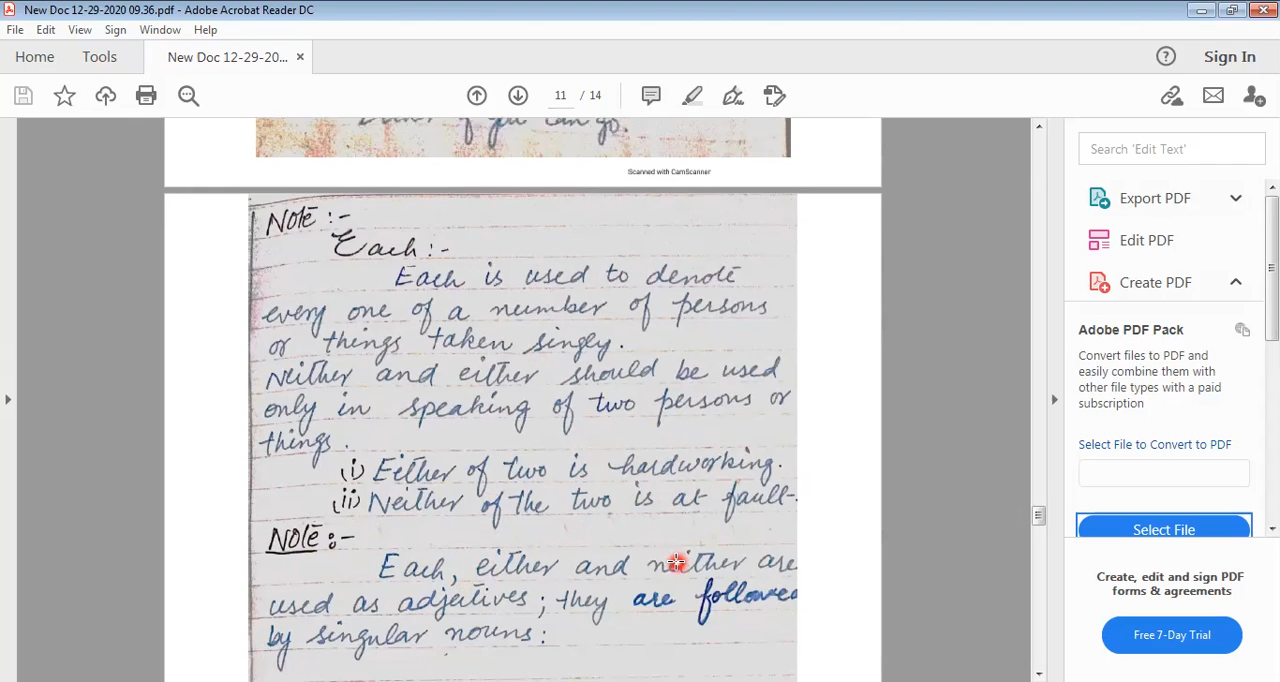 New Doc 12-29-2020 09.36.pdf - Adobe Acrobat Reader DC
File Edit View Sign Window Help
Home Tools New Doc 12-29-20... × Sign In
11 / 14
if you can go.
Scanned with CamScanner
Note :-
Each :-
Each is used to denote
every one of a number of persons
or things taken singly.
Neither and either should be used
only in speaking of two persons or
things.
(i) Either of two is hardworking.
(ii) Neither of the two is at fault-.
Note :-
Each, either and neither are
used as adjectives; they are followed
by singular nouns:
Search 'Edit Text'
Export PDF
Edit PDF
Create PDF
Adobe PDF Pack
Convert files to PDF and
easily combine them with
other file types with a paid
subscription
Select File to Convert to PDF
Select File
Create, edit and sign PDF
forms & agreements
Free 7-Day Trial